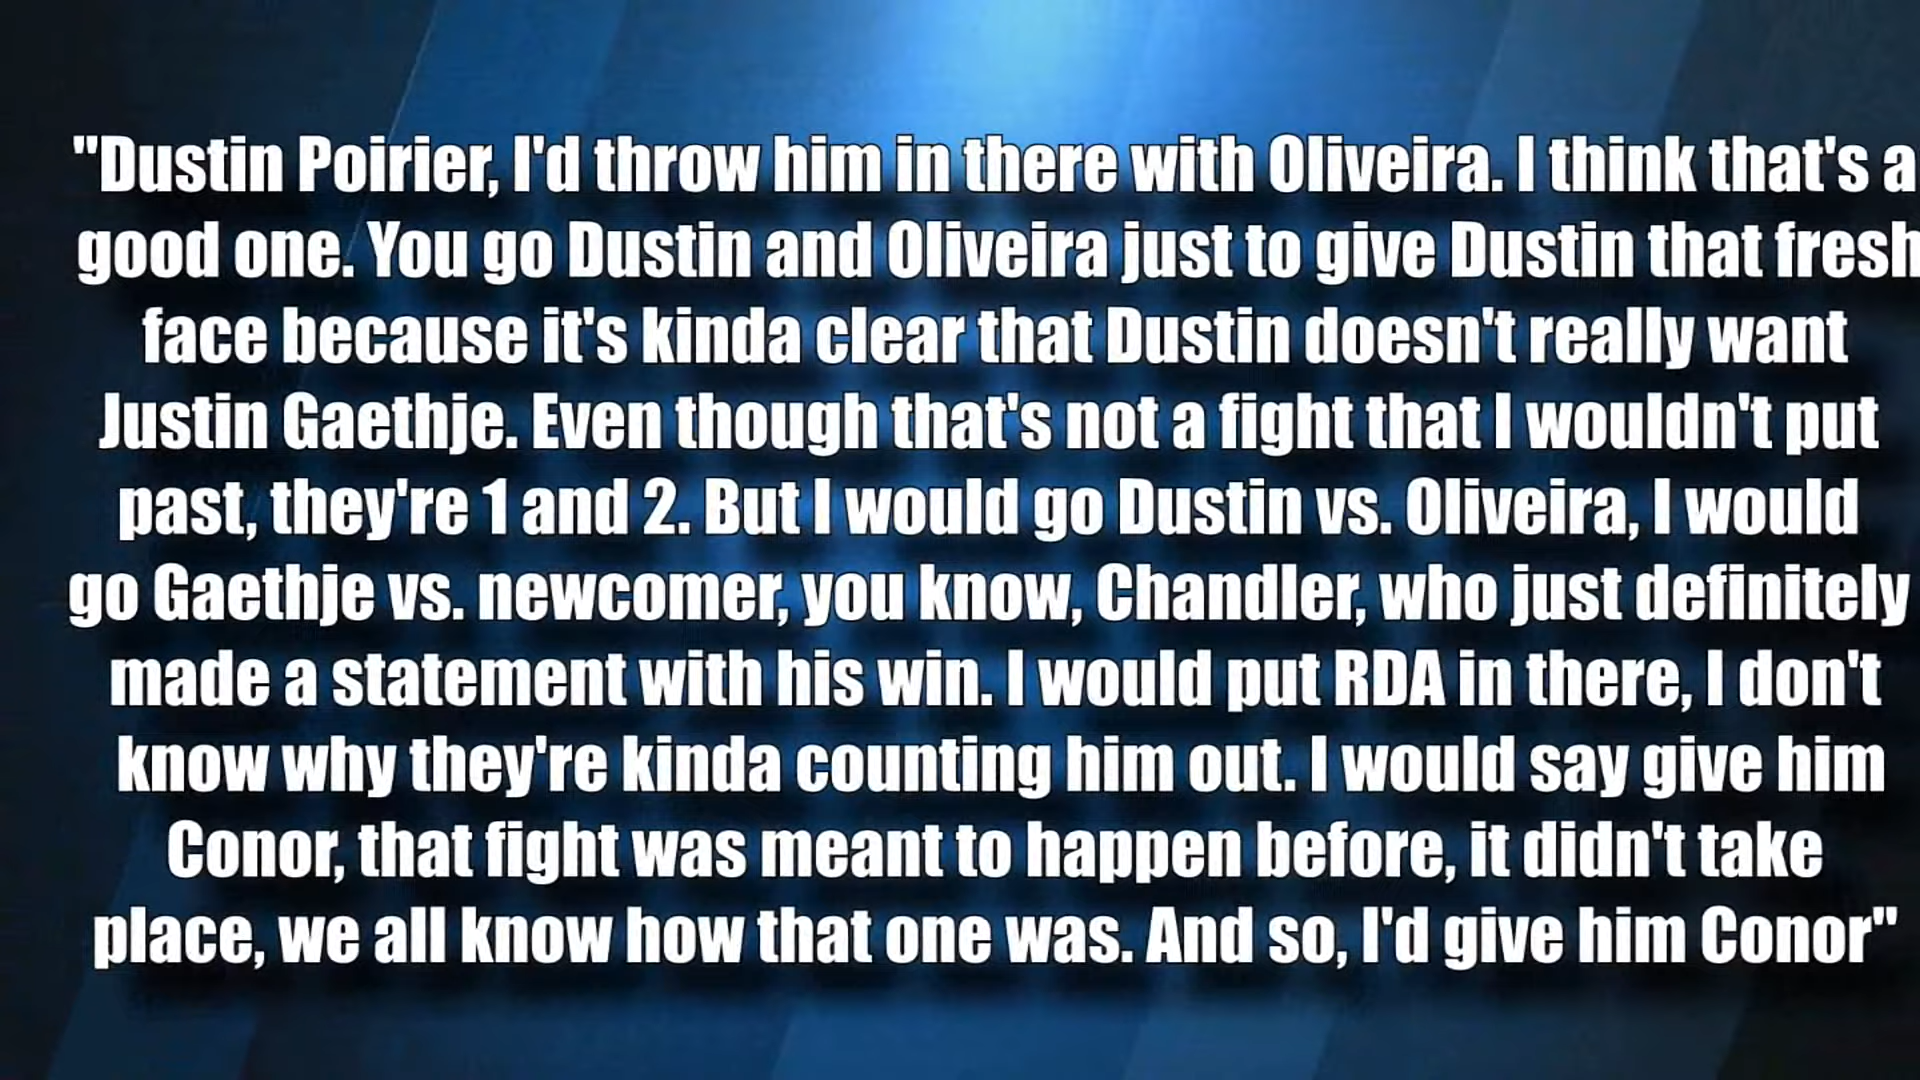 "Dustin Poirier, I'd throw him in there with Oliveira. I think that's a
good one. You go Dustin and Oliveira just to give Dustin that fresh
face because it's kinda clear that Dustin doesn't really want
Justin Gaethje. Even though that's not a fight that I wouldn't put
past, they're 1 and 2. But I would go Dustin vs. Oliveira, I would
go Gaethje vs. newcomer, you know, Chandler, who just definitely
made a statement with his win. I would put RDA in there, I don't
know why they're kinda counting him out. I would say give him
Conor, that fight was meant to happen before, it didn't take
place, we all know how that one was. And so, I'd give him Conor"